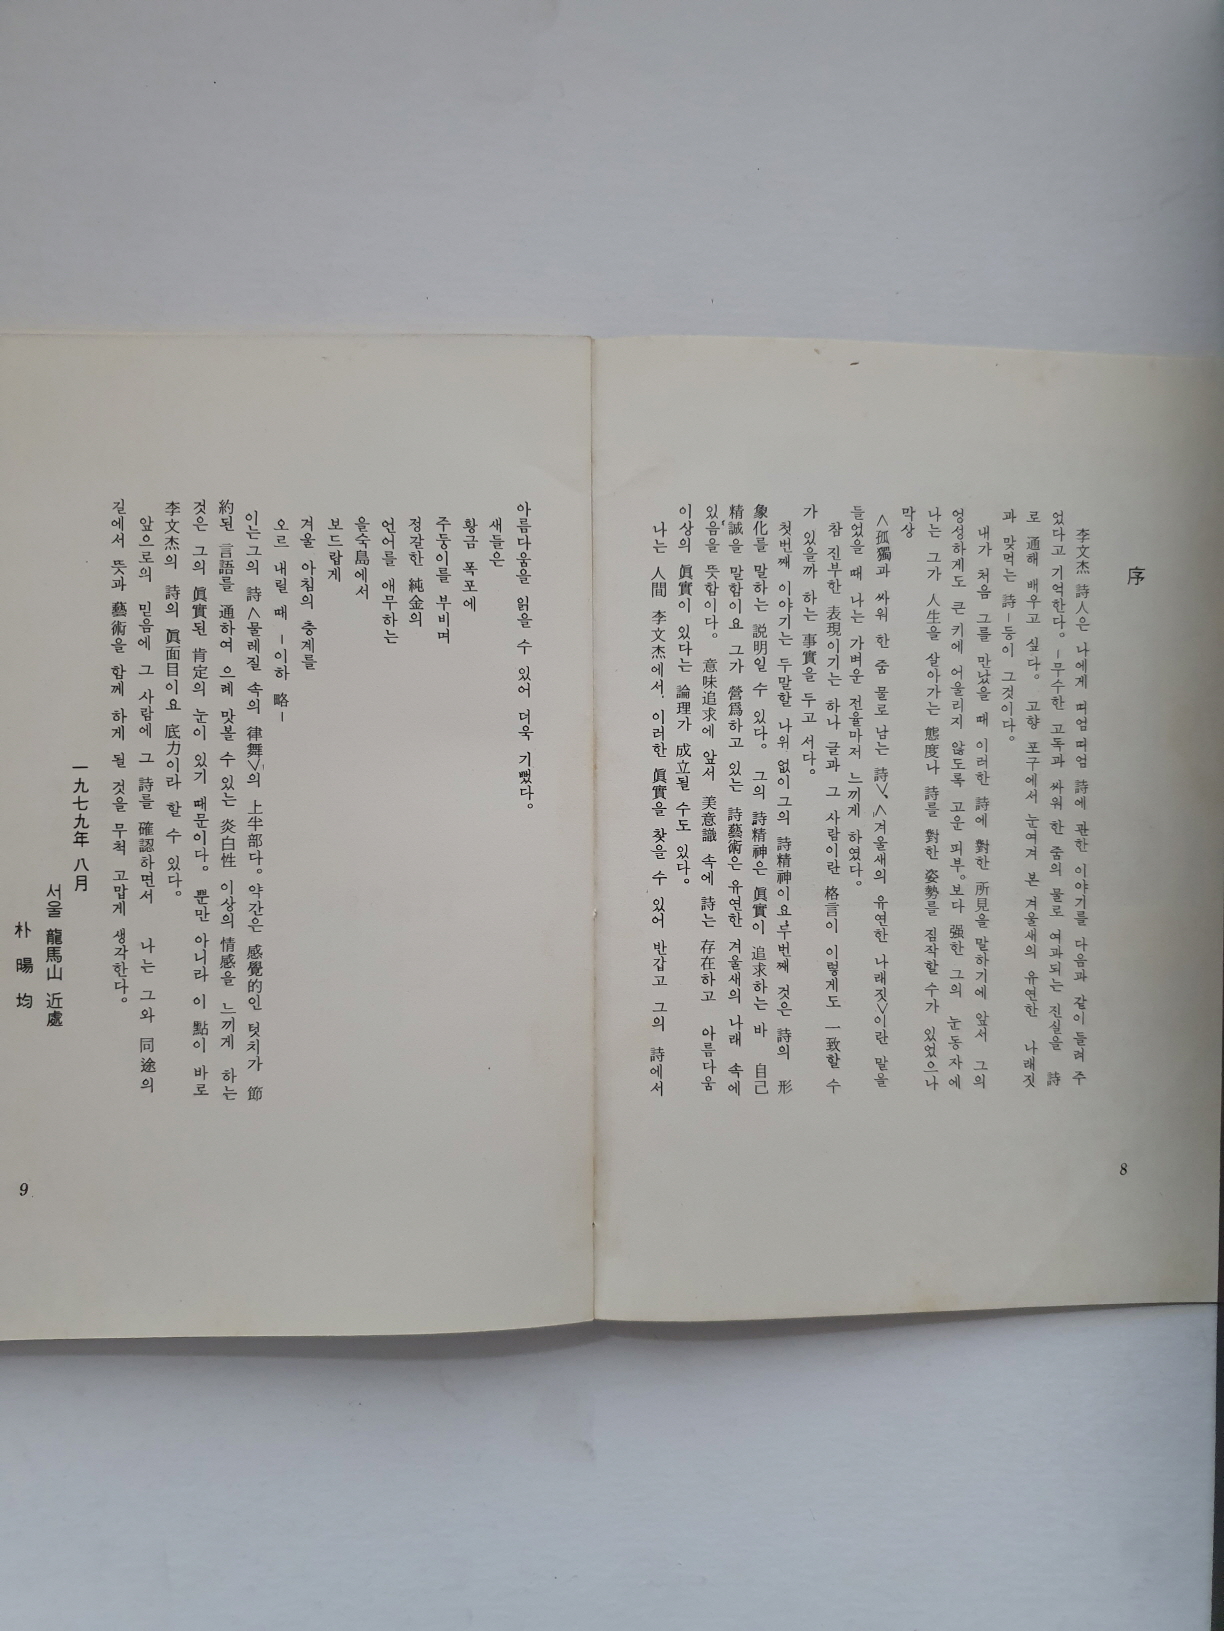 序
李文杰 詩人은 나에게 띠엄 띠엄 詩에 관한 이야기를 다음과 같이 들려 주
었다고 기억한다。—무수한 고독과 싸워 한 줌의 물로 여과되는 진실을 詩
로 通해 배우고 싶다。 고향 포구에서 눈여겨 본 겨울새의 유연한 나래짓
과 맞먹는 詩—등이 그것이다。
내가 처음 그를 만났을 때 이러한 詩에 對한 所見을 말하기에 앞서 그의
엉성하게도 큰 키에 어울리지 않도록 고운 피부。보다 强한 그의 눈동자에
나는 그가 人生을 살아가는 態度나 詩를 對한 姿勢를 짐작할 수가 있었으나
막상
<孤獨과 싸워 한 줌 물로 남는 詩>、<겨울새의 유연한 나래짓>이란 말을
들었을 때 나는 가벼운 전율마저 느끼게 하였다。
참 진부한 表現이기는 하나 글과 그 사람이란 格言이 이렇게도 一致할 수
가 있을까 하는 事實을 두고 서다。
첫번째 이야기는 두말할 나위 없이 그의 詩精神이요 두번째 것은 詩의 形
象化를 말하는 説明일 수 있다。 그의 詩精神은 眞實이 追求하는 바 自己
精誠을 말함이요 그가 營爲하고 있는 詩藝術은 유연한 겨울새의 나래 속에
있음을 뜻함이다。 意味追求에 앞서 美意識 속에 詩는 存在하고 아름다움
이상의 眞實이 있다는 論理가 成立될 수도 있다。
나는 人間 李文杰에서. 이러한 眞實을 찾을 수 있어 반갑고 그의 詩에서
8
아름다움을 읽을 수 있어 더욱 기뻤다。
새들은
황금 폭포에
주둥이를 부비며
정갈한 純金의
언어를 애무하는
을숙島에서
보드랍게
겨울 아침의 층계를
오르 내릴 때 —이하 略—
인는 그의 詩 <물레질 속의 律舞>의 上半部다。약간은 感覺的인 텃치가 節
約된 言語를 通하여 으례 맛볼 수 있는 炎白性 이상의 情感을 느끼게 하는
것은 그의 眞實된 肯定의 눈이 있기 때문이다。 뿐만 아니라 이 點이 바로
李文杰의 詩의 眞面目이요 底力이라 할 수 있다。
앞으로의 믿음에 그 사람에 그 詩를 確認하면서 나는 그와 同途의
길에서 뜻과 藝術을 함께 하게 될 것을 무척 고맙게 생각한다。
一九七九年 八月
서울 龍馬山 近處
朴 暘 均
9